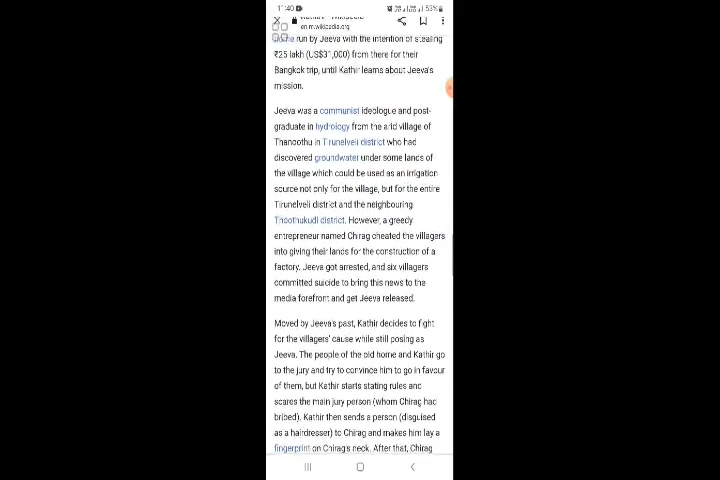 11:40 53%
Kaththi - Wikipedia
en.m.wikipedia.org
home run by Jeeva with the intention of stealing
₹25 lakh (US$31,000) from there for their
Bangkok trip, until Kathir learns about Jeeva's
mission.
Jeeva was a communist ideologue and post-
graduate in hydrology from the arid village of
Thanoothu in Tirunelveli district who had
discovered groundwater under some lands of
the village which could be used as an irrigation
source not only for the village, but for the entire
Tirunelveli district and the neighbouring
Thoothukudi district. However, a greedy
entrepreneur named Chirag cheated the villagers
into giving their lands for the construction of a
factory. Jeeva got arrested, and six villagers
committed suicide to bring this news to the
media forefront and get Jeeva released.
Moved by Jeeva's past, Kathir decides to fight
for the villagers' cause while still posing as
Jeeva. The people of the old home and Kathir go
to the jury and try to convince him to go in favour
of them, but Kathir starts stating rules and
scares the main jury person (whom Chirag had
bribed). Kathir then sends a person (disguised
as a hairdresser) to Chirag and makes him lay a
fingerprint on Chirag's neck. After that, Chirag